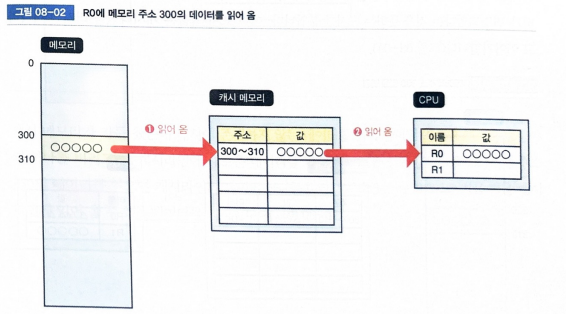 그림 08-02 R0에 메모리 주소 300의 데이터를 읽어 옴
메모리
0
300
310
○○○○○
❶ 읽어 옴
캐시 메모리
주소 값
300~310 ○○○○○
❷ 읽어 옴
CPU
이름 값
R0 ○○○○○
R1